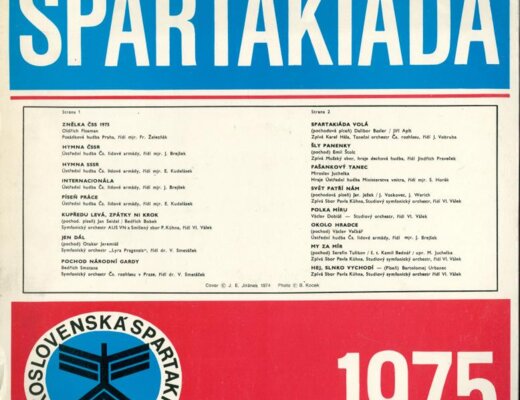 SPARTAKIÁDA
Strana 1
ZNĚLKA ČSS 1975
Oldřich Flosman
Posádková hudba Praha, řídí mjr. Fr. Železňák
HYMNA ČSSR
Ústřední hudba Čs. lidové armády, řídí mjr. J. Brejšek
HYMNA SSSR
Ústřední hudba Čs. lidové armády, řídí mjr. E. Kudelásek
INTERNACIONÁLA
Ústřední hudba Čs. lidové armády, řídí mjr. J. Brejšek
PÍSEŇ PRÁCE
Ústřední hudba Čs. lidové armády, řídí mjr. E. Kudelásek
KUPŘEDU LEVÁ, ZPÁTKY NI KROK
(pochod. píseň) Jan Seidel / Bedřich Bobek
Symfonický orchestr AUS VN a Smíšený sbor P. Kühna, řídí Vl. Válek
JEN DÁL
(pochod) Otakar Jeremiáš
Symfonický orchestr „Lyra Pragensis“, řídí dr. V. Smetáček
POCHOD NÁRODNÍ GARDY
Bedřich Smetana
Symfonický orchestr Čs. rozhlasu v Praze, řídí dr. V. Smetáček
Strana 2
SPARTAKIÁDA VOLÁ
(pochodová píseň) Dalibor Basler / Jiří Aplt
Zpívá Karel Hála, Taneční orchestr Čs. rozhlasu, řídí J. Vobruba
ŠLY PANENKY
(pochod) Emil Štolc
Zpívá Mužský sbor, hraje dechová hudba, řídí Jindřich Praveček
FAŠANKOVÝ TANEC
Miroslav Juchelka
Hraje Ústřední hudba Ministerstva vnitra, řídí mjr. S. Horák
SVĚT PATŘÍ NÁM
(pochodová píseň) Jar. Ježek / J. Voskovec, J. Werich
Zpívá Sbor Pavla Kühna, Studiový symfonický orchestr, řídí Vl. Válek
POLKA MÍRU
Václav Dobiáš — Studiový orchestr, řídí Vl. Válek
OKOLO HRADCE
(pochod) Václav Vačkář
Ústřední hudba Čs. lidové armády, řídí mjr. J. Brejšek
MY ZA MÍR
(pochod) Serafin Tullikov / č. t. Kamil Bednář / upr. M. Juchelka
Zpívá Sbor Pavla Kühna, Studiový symfonický orchestr, řídí Vl. Válek
HEJ, SLNKO VYCHODÍ — (Píseň) Bartolomej Urbanec
Zpívá Sbor Pavla Kühna, Studiový symfonický orchestr, řídí Vl. Válek
Cover © J. E. Jiránek 1974 Photo © B. Kocek
OSLOVENSKÁ SPARTAK
1975